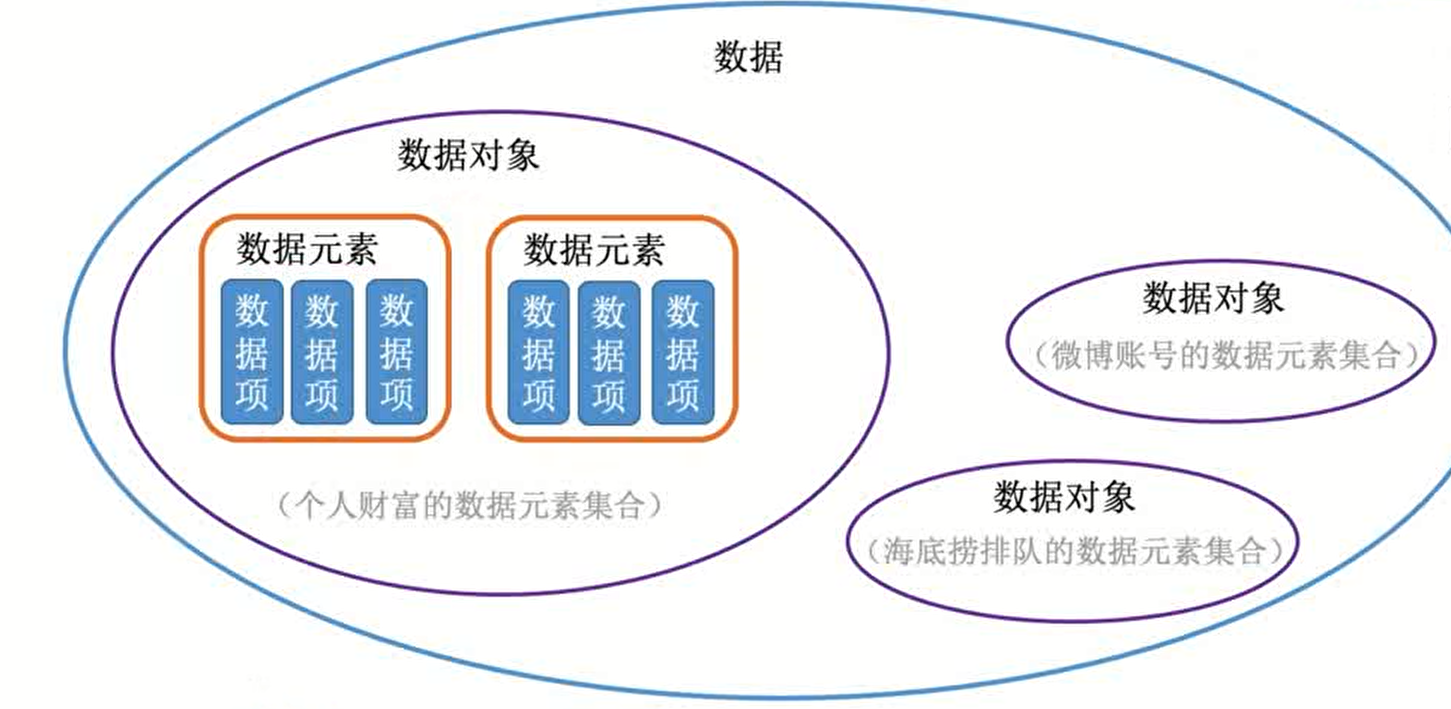 数据
数据对象
数据元素
数据项
数据项
数据项
数据元素
数据项
数据项
数据项
（个人财富的数据元素集合）
数据对象
（微博账号的数据元素集合）
数据对象
（海底捞排队的数据元素集合）